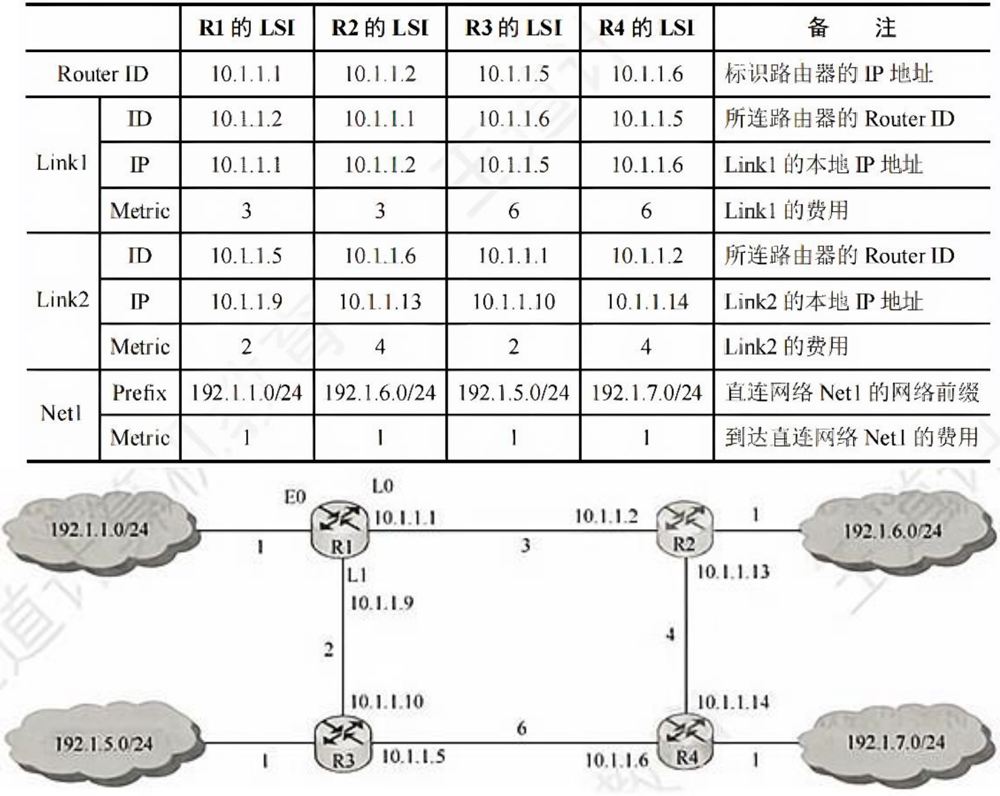 R1 的 LSI R2 的 LSI R3 的 LSI R4 的 LSI 备 注
Router ID 10.1.1.1 10.1.1.2 10.1.1.5 10.1.1.6 标识路由器的 IP 地址
Link1 ID 10.1.1.2 10.1.1.1 10.1.1.6 10.1.1.5 所连路由器的 Router ID
IP 10.1.1.1 10.1.1.2 10.1.1.5 10.1.1.6 Link1 的本地 IP 地址
Metric 3 3 6 6 Link1 的费用
Link2 ID 10.1.1.5 10.1.1.6 10.1.1.1 10.1.1.2 所连路由器的 Router ID
IP 10.1.1.9 10.1.1.13 10.1.1.10 10.1.1.14 Link2 的本地 IP 地址
Metric 2 4 2 4 Link2 的费用
Net1 Prefix 192.1.1.0/24 192.1.6.0/24 192.1.5.0/24 192.1.7.0/24 直连网络 Net1 的网络前缀
Metric 1 1 1 1 到达直连网络 Net1 的费用
L0
E0
192.1.1.0/24 10.1.1.1 10.1.1.2 1 192.1.6.0/24
1 R1 3 R2
L1 10.1.1.13
10.1.1.9
2 4
10.1.1.10 10.1.1.14
192.1.5.0/24 6 192.1.7.0/24
1 R3 10.1.1.5 10.1.1.6 R4 1